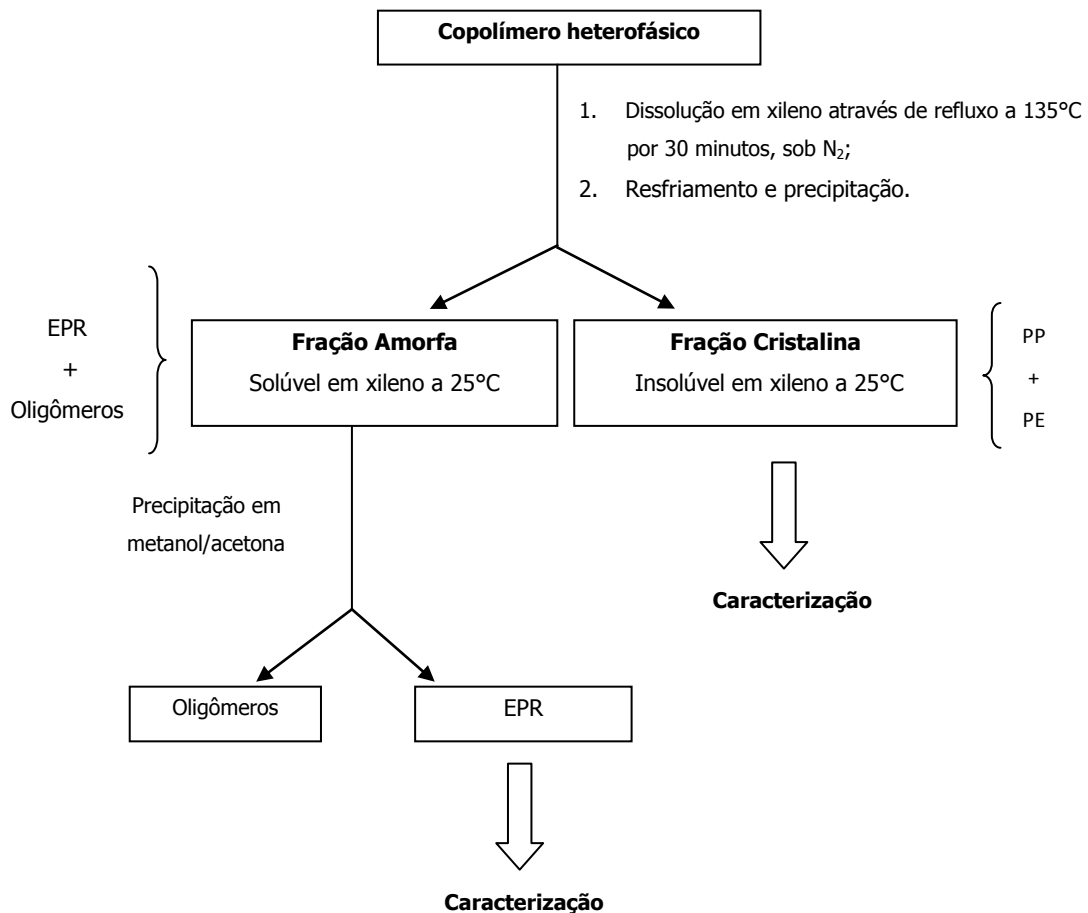 Copolímero heterofásico
1. Dissolução em xileno através de refluxo a 135°C
por 30 minutos, sob N₂;
2. Resfriamento e precipitação.
EPR
+
Oligômeros
Fração Amorfa
Solúvel em xileno a 25°C
Fração Cristalina
Insolúvel em xileno a 25°C
PP
+
PE
Precipitação em
metanol/acetona
Caracterização
Oligômeros
EPR
Caracterização